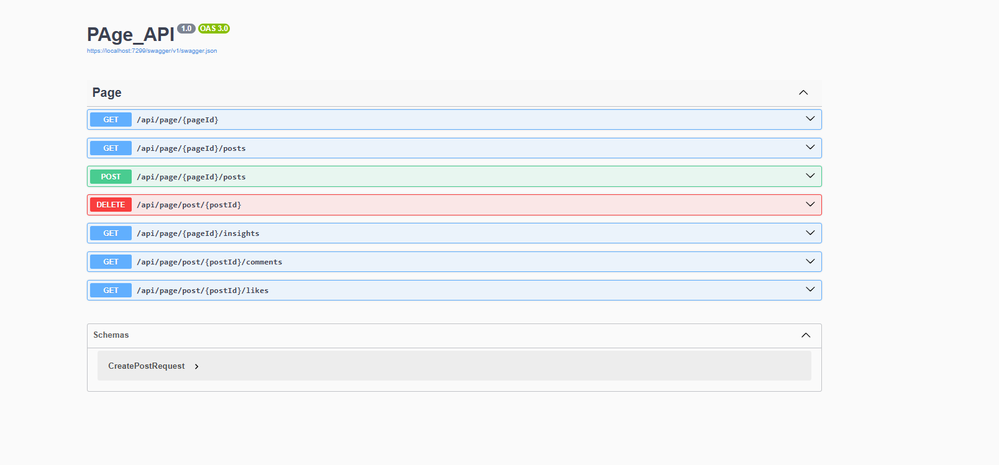 PAge_API 1.0 OAS 3.0
https://localhost:7299/swagger/v1/swagger.json
Page
GET /api/page/{pageId}
GET /api/page/{pageId}/posts
POST /api/page/{pageId}/posts
DELETE /api/page/post/{postId}
GET /api/page/{pageId}/insights
GET /api/page/post/{postId}/comments
GET /api/page/post/{postId}/likes
Schemas
CreatePostRequest